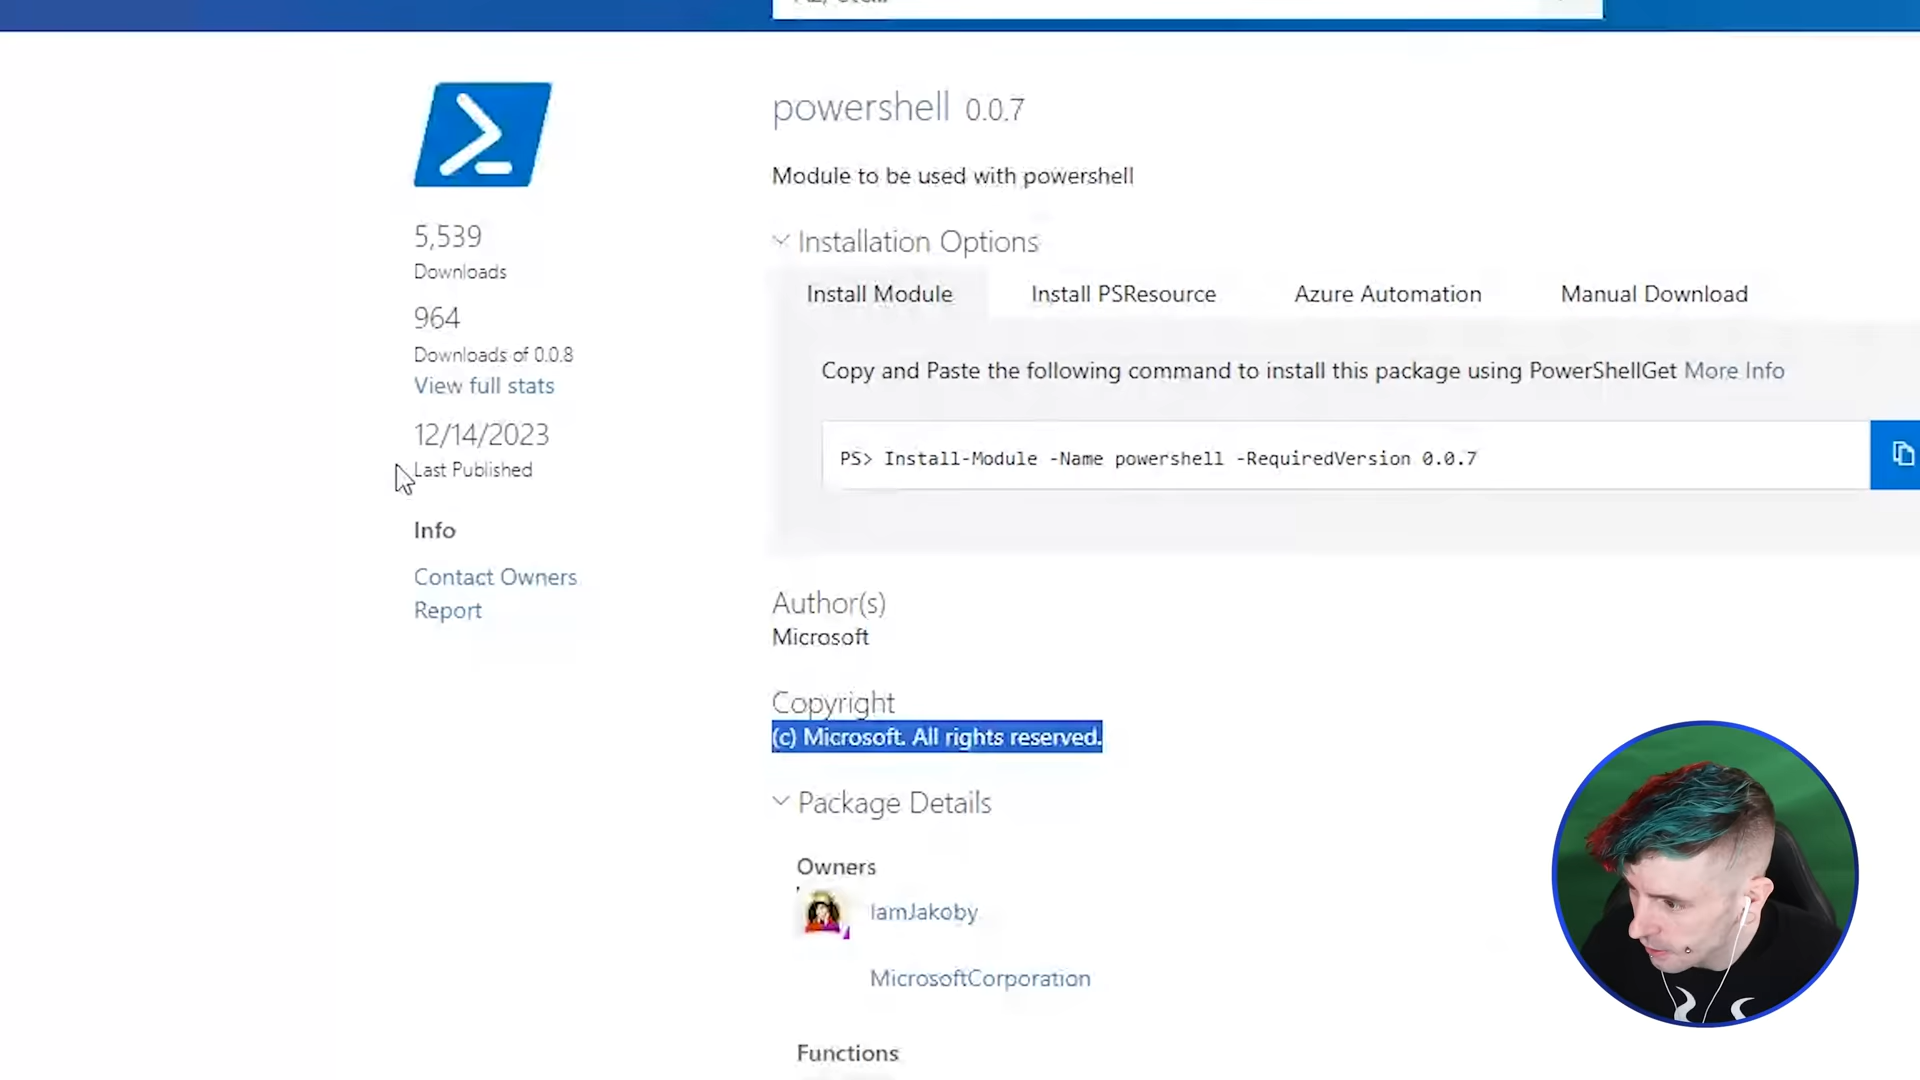 powershell 0.0.7
Module to be used with powershell
5,539
Downloads
964
Downloads of 0.0.8
View full stats
12/14/2023
Last Published
Info
Contact Owners
Report
Installation Options
Install Module
Install PSResource
Azure Automation
Manual Download
Copy and Paste the following command to install this package using PowerShellGet More Info
PS> Install-Module -Name powershell -RequiredVersion 0.0.7
Author(s)
Microsoft
Copyright
(c) Microsoft. All rights reserved.
Package Details
Owners
IamJakoby
MicrosoftCorporation
Functions